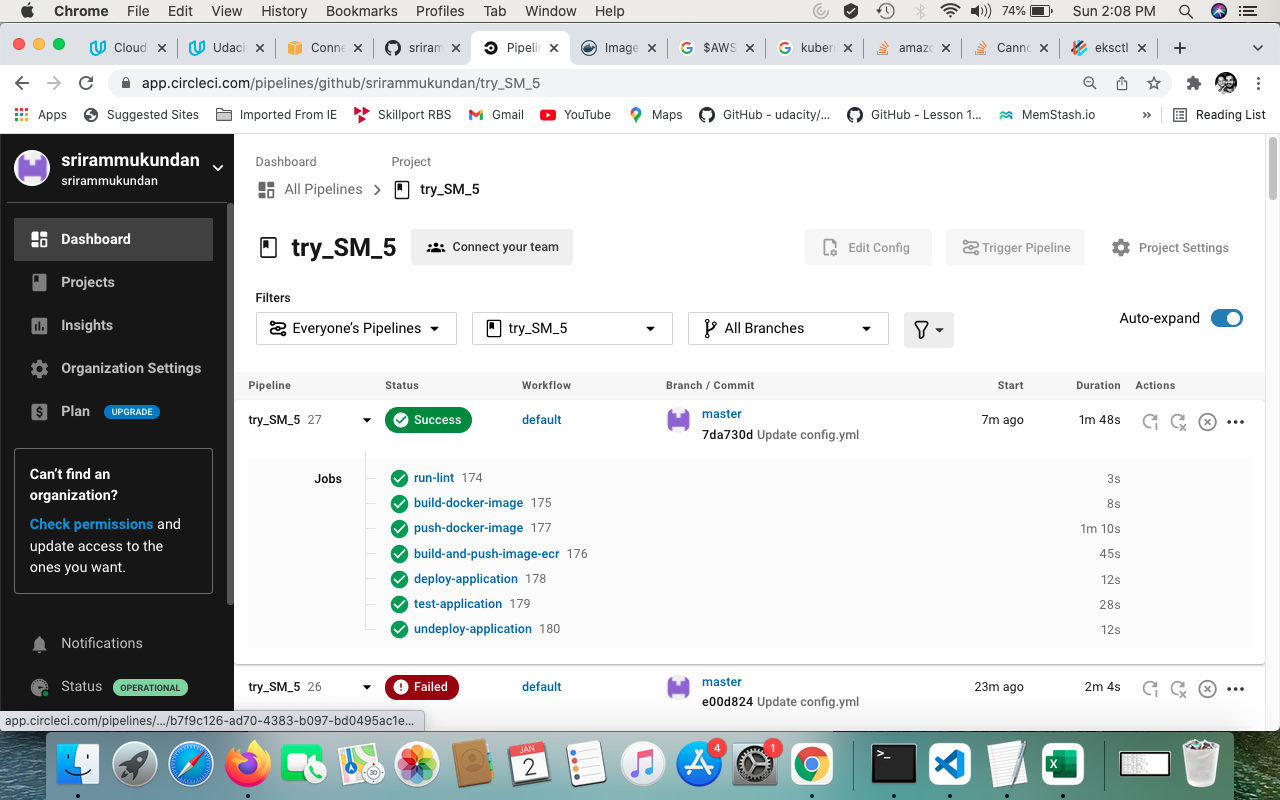 Chrome File Edit View History Bookmarks Profiles Tab Window Help 74% Sun 2:08 PM
Cloud Udaci Conne sriram Pipelin Image $AWS kubern amazo Canno eksctl
app.circleci.com/pipelines/github/srirammukundan/try_SM_5
Apps Suggested Sites Imported From IE Skillport RBS Gmail YouTube Maps GitHub - udacity/... GitHub - Lesson 1... MemStash.io » Reading List
srirammukundan
srirammukundan
Dashboard
Projects
Insights
Organization Settings
$ Plan UPGRADE
Can't find an
organization?
Check permissions and
update access to the
ones you want.
Notifications
Status OPERATIONAL
app.circleci.com/pipelines/.../b7f9c126-ad70-4383-b097-bd0495ac1e...
Dashboard Project
All Pipelines try_SM_5
try_SM_5 Connect your team Edit Config Trigger Pipeline Project Settings
Filters
Everyone's Pipelines try_SM_5 All Branches Auto-expand
Pipeline Status Workflow Branch / Commit Start Duration Actions
try_SM_5 27 Success default master 7m ago 1m 48s
7da730d Update config.yml
Jobs run-lint 174 3s
build-docker-image 175 8s
push-docker-image 177 1m 10s
build-and-push-image-ecr 176 45s
deploy-application 178 12s
test-application 179 28s
undeploy-application 180 12s
try_SM_5 26 Failed default master 23m ago 2m 4s
e00d824 Update config.yml
3D JAN 2 4 1 >_ X